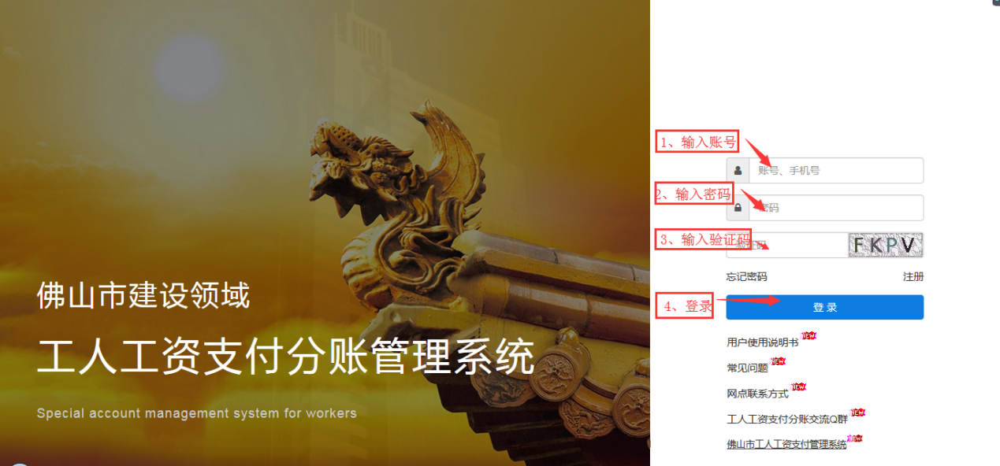 佛山市建设领域
工人工资支付分账管理系统
Special account management system for workers
1、输入账号
账号、手机号
2、输入密码
密码
3、输入验证码
验证码
FKPV
忘记密码
注册
4、登录
登录
用户使用说明书 NEW
常见问题 NEW
网点联系方式 NEW
工人工资支付分账交流Q群 NEW
佛山市工人工资支付管理系统 NEW